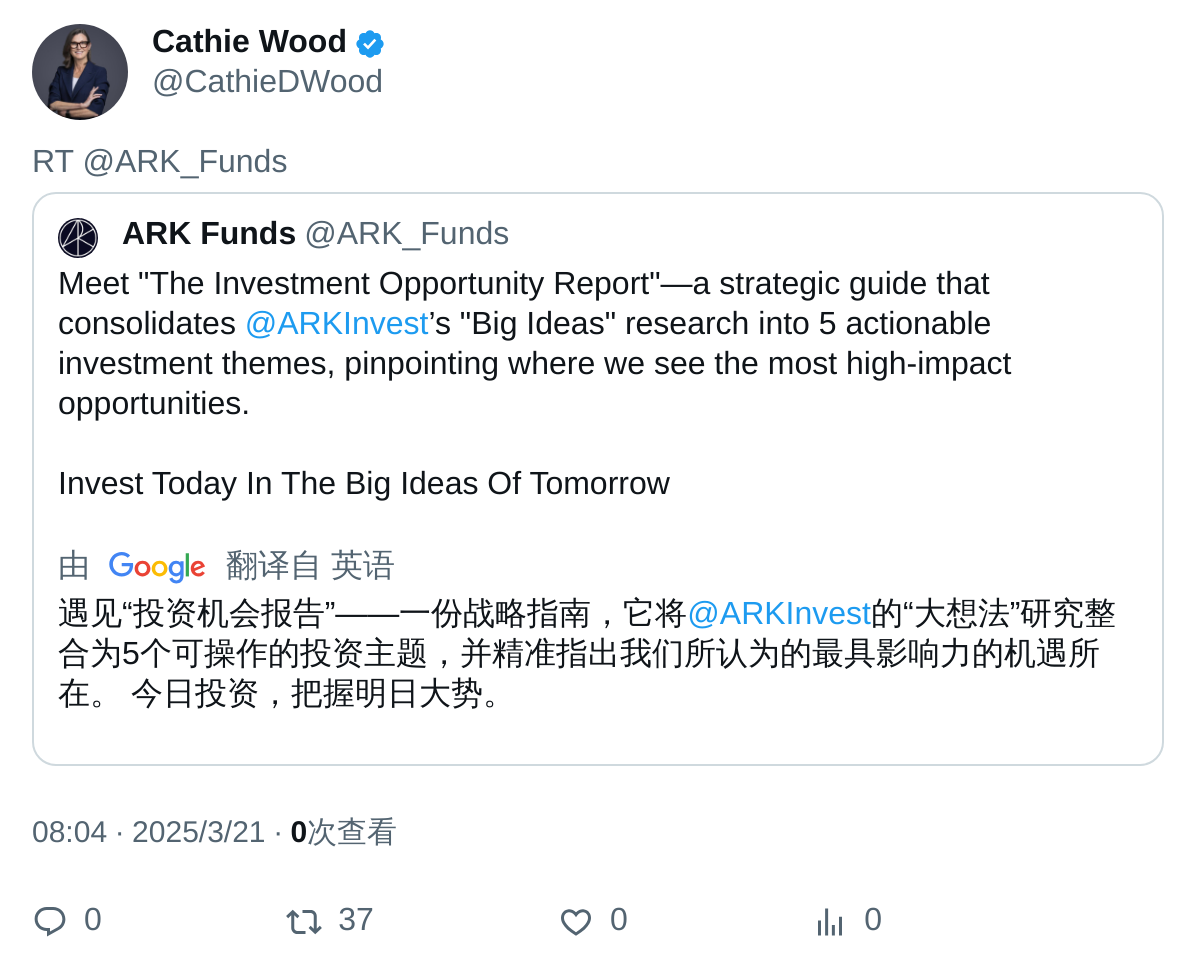 Cathie Wood
@CathieDWood
RT @ARK_Funds
ARK Funds @ARK_Funds
Meet "The Investment Opportunity Report"—a strategic guide that
consolidates @ARKInvest’s "Big Ideas" research into 5 actionable
investment themes, pinpointing where we see the most high-impact
opportunities.
Invest Today In The Big Ideas Of Tomorrow
由 Google 翻译自 英语
遇见“投资机会报告”——一份战略指南，它将@ARKInvest的“大想法”研究整
合为5个可操作的投资主题，并精准指出我们所认为的最具影响力的机遇所
在。 今日投资，把握明日大势。
08:04 · 2025/3/21 · 0次查看
0 37 0 0